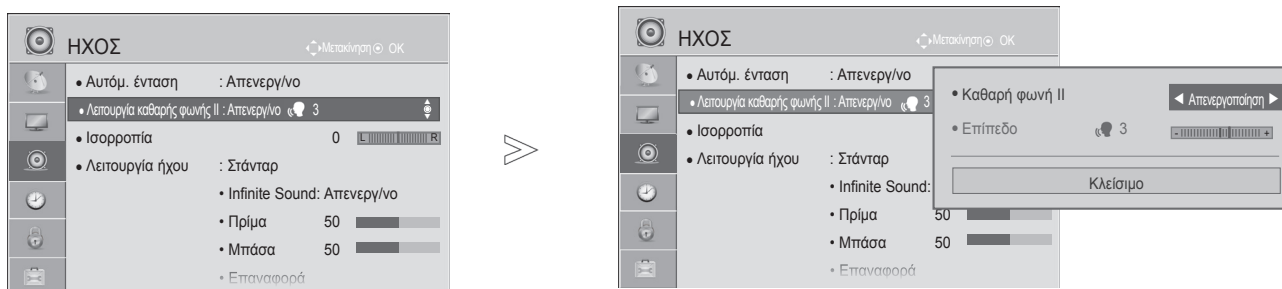 ΗΧΟΣ Μετακίνηση OK
• Αυτόμ. ένταση : Απενεργ/νο
• Λειτουργία καθαρής φωνής II : Απενεργ/νο 3
• Ισορροπία 0 L R
• Λειτουργία ήχου : Στάνταρ
• Infinite Sound: Απενεργ/νο
• Πρίμα 50
• Μπάσα 50
• Επαναφορά
ΗΧΟΣ Μετακίνηση OK
• Αυτόμ. ένταση : Απενεργ/νο
• Λειτουργία καθαρής φωνής II : Απενεργ/νο 3
• Ισορροπία
• Λειτουργία ήχου : Στάνταρ
• Infinite Sound:
• Πρίμα 50
• Μπάσα 50
• Επαναφορά
• Καθαρή φωνή II ◀ Απενεργοποίηση ▶
• Επίπεδο 3 - +
Κλείσιμο